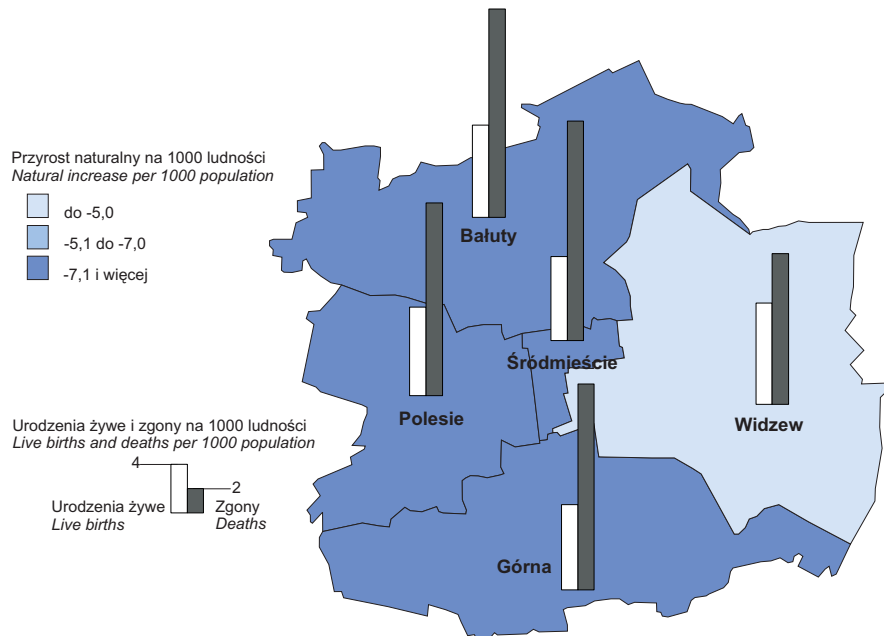 Przyrost naturalny na 1000 ludności
Natural increase per 1000 population
do -5,0
-5,1 do -7,0
-7,1 i więcej
Bałuty
Śródmieście
Polesie
Widzew
Górna
Urodzenia żywe i zgony na 1000 ludności
Live births and deaths per 1000 population
4
2
Urodzenia żywe
Live births
Zgony
Deaths